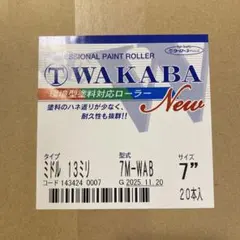 PROFESSIONAL PAINT ROLLER
T WAKABA
環境型塗料対応ローラー New
塗料のハネ返りが少なく、
耐久性も抜群!!
タイプ 型式 サイズ
ミドル 13ミリ 7M-WAB 7"
コード 143424 0007 G 2025.11.20 20本入